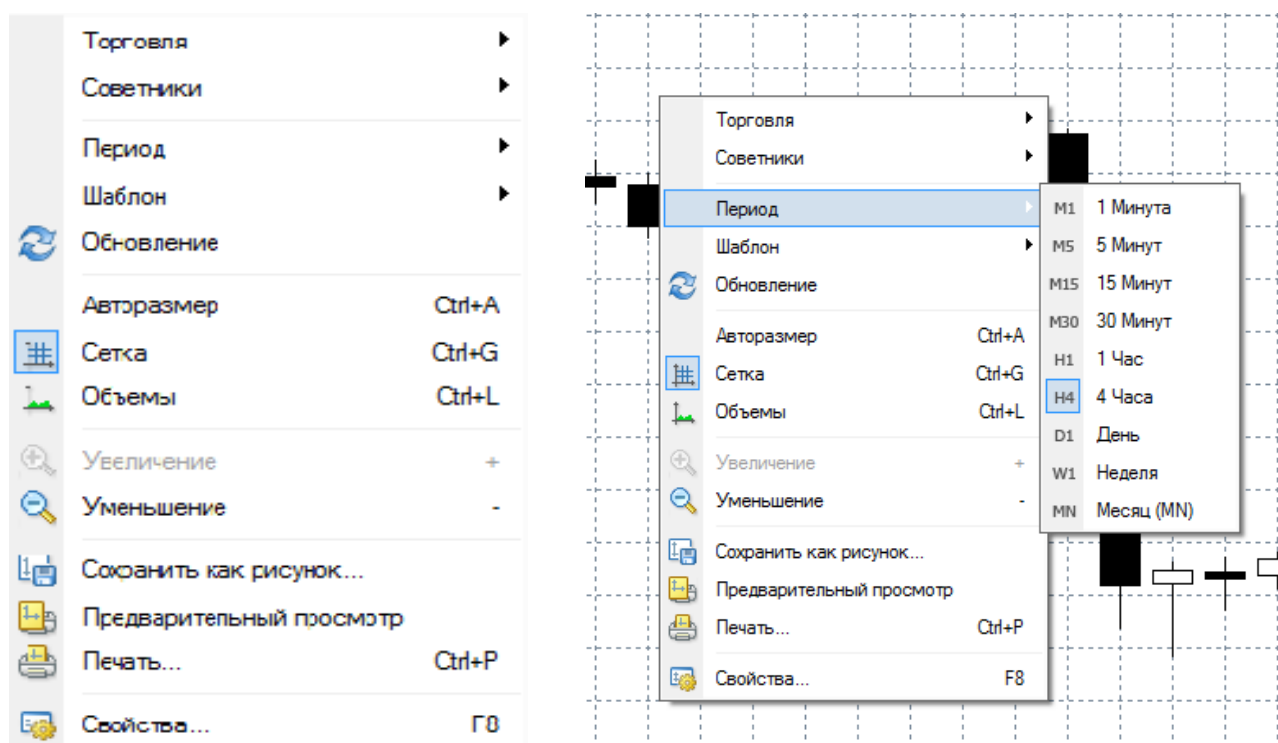 Торговля
Советники
Период
Шаблон
Обновление
Авторазмер Ctrl+A
Сетка Ctrl+G
Объемы Ctrl+L
Увеличение +
Уменьшение -
Сохранить как рисунок...
Предварительный просмотр
Печать... Ctrl+P
Свойства... F8
Торговля
Советники
Период
Шаблон
Обновление
Авторазмер Ctrl+A
Сетка Ctrl+G
Объемы Ctrl+L
Увеличение +
Уменьшение -
Сохранить как рисунок...
Предварительный просмотр
Печать... Ctrl+P
Свойства... F8
M1 1 Минута
M5 5 Минут
M15 15 Минут
M30 30 Минут
H1 1 Час
H4 4 Часа
D1 День
W1 Неделя
MN Месяц (MN)